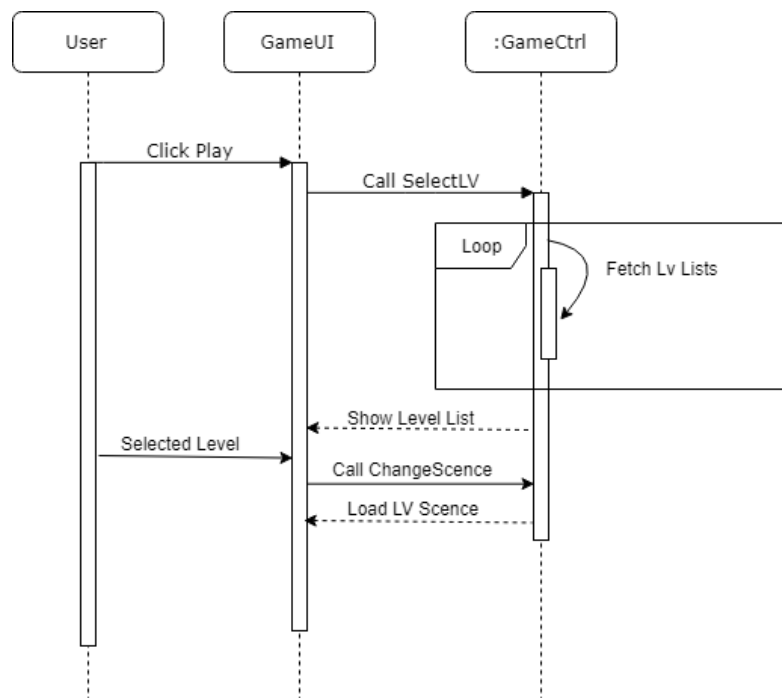 User
GameUI
:GameCtrl
Click Play
Call SelectLV
Loop
Fetch Lv Lists
Show Level List
Selected Level
Call ChangeScence
Load LV Scence